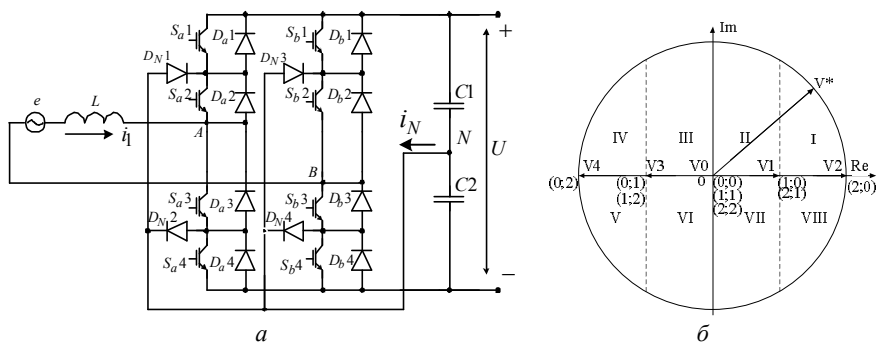 Sa1
Da1
Sb1
Db1
+
DN1
DN3
Sa2
Da2
Sb2
Db2
C1
e
L
i1
A
iN
N
U
B
C2
Sa3
Da3
Sb3
Db3
DN2
DN4
Sa4
Da4
Sb4
Db4
–
а
Im
V*
IV
III
II
I
V4
V3
V0
V1
V2
Re
(0;2)
(0;1)
0
(0;0)
(1;0)
(2;0)
(1;2)
(1;1)
(2;1)
(2;2)
V
VI
VII
VIII
б